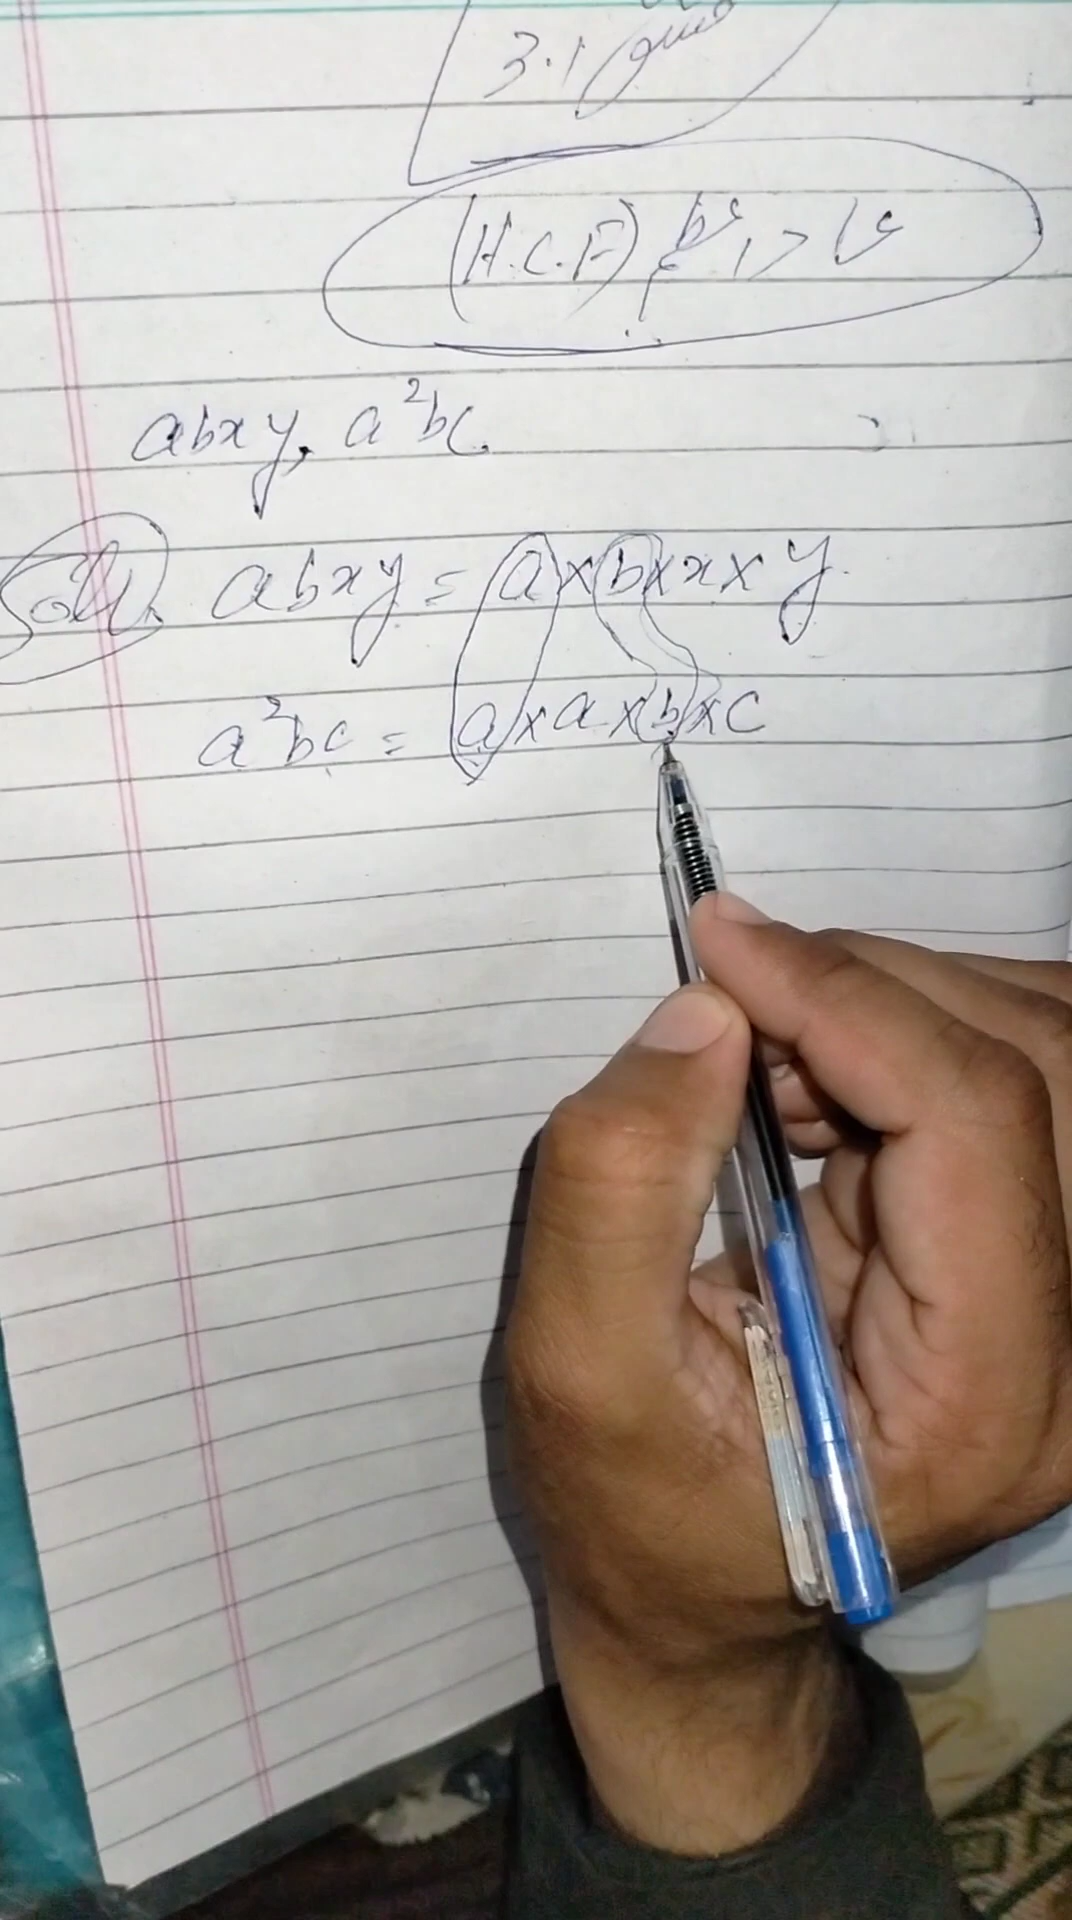 3.1
(H.C.F)
abxy, a²bc.
Sol. abxy = a×b×x×y.
a²bc = a×a×b×c